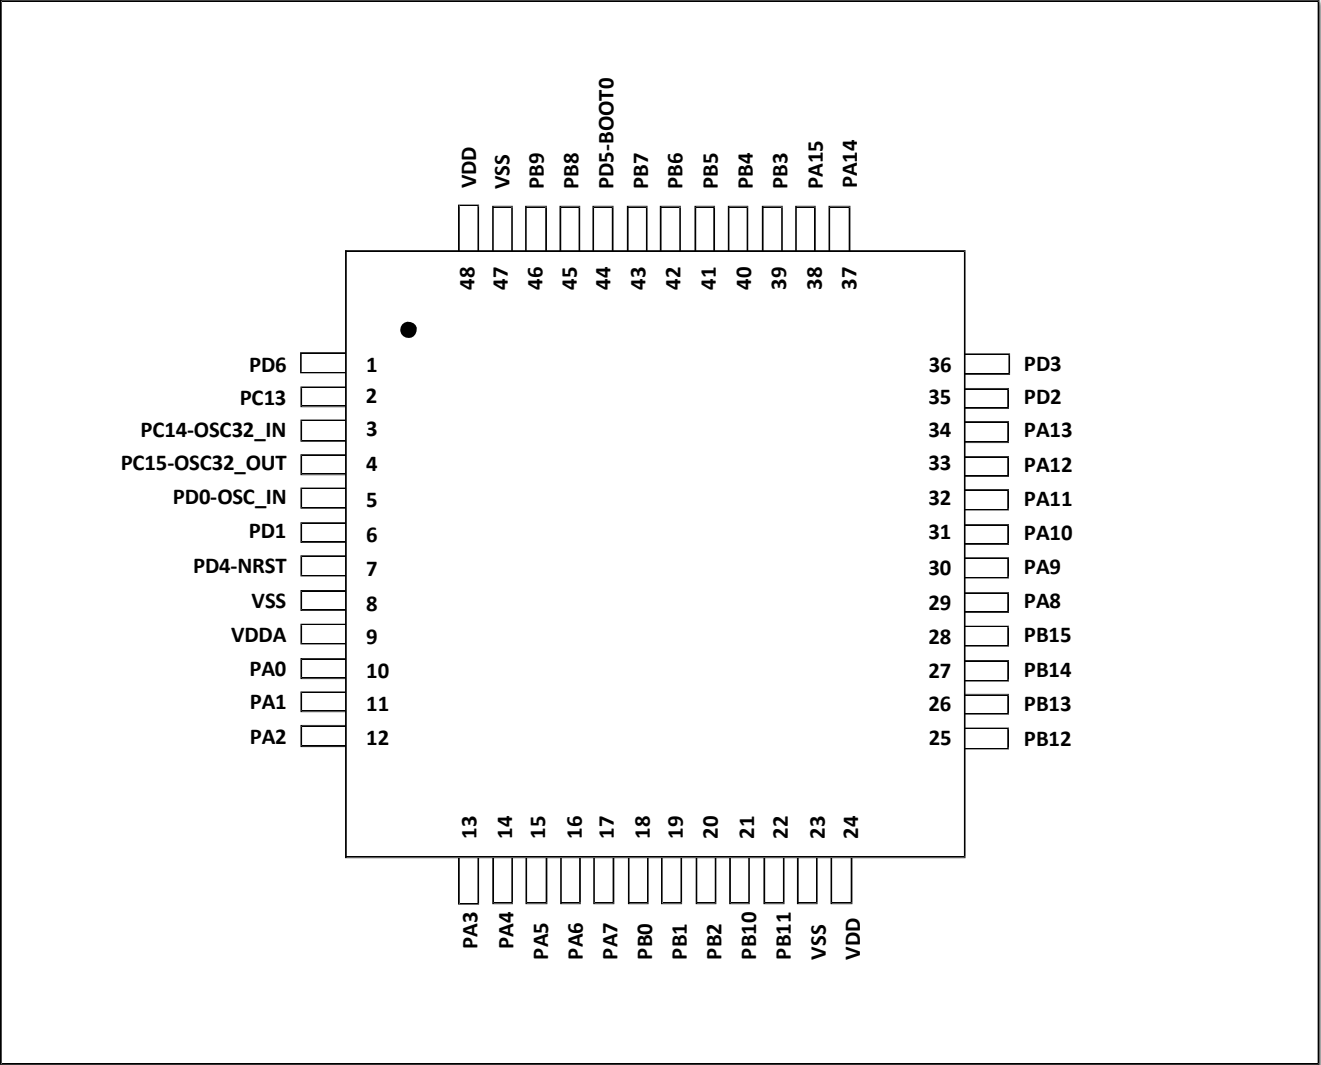 VDD VSS PB9 PB8 PD5-BOOT0 PB7 PB6 PB5 PB4 PB3 PA15 PA14
48 47 46 45 44 43 42 41 40 39 38 37
PD6 1 36 PD3
PC13 2 35 PD2
PC14-OSC32_IN 3 34 PA13
PC15-OSC32_OUT 4 33 PA12
PD0-OSC_IN 5 32 PA11
PD1 6 31 PA10
PD4-NRST 7 30 PA9
VSS 8 29 PA8
VDDA 9 28 PB15
PA0 10 27 PB14
PA1 11 26 PB13
PA2 12 25 PB12
13 14 15 16 17 18 19 20 21 22 23 24
PA3 PA4 PA5 PA6 PA7 PB0 PB1 PB2 PB10 PB11 VSS VDD